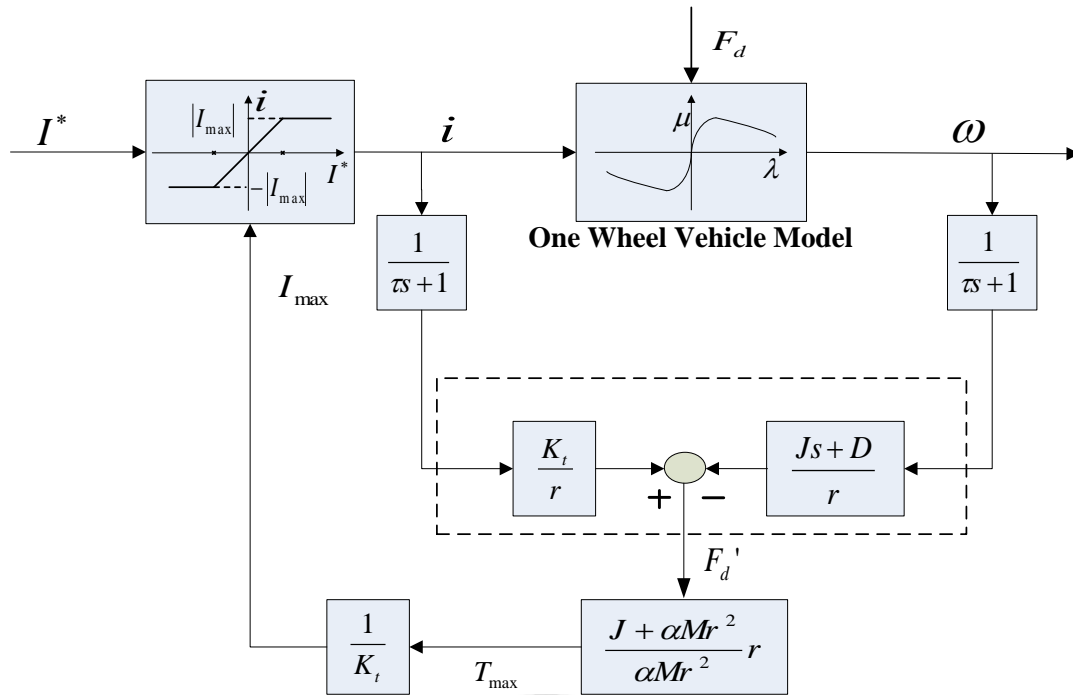 F_d
|I_max|
i
μ
I*
i
ω
I*
λ
-|I_max|
One Wheel Vehicle Model
1/(τs+1)
1/(τs+1)
I_max
K_t/r
(Js+D)/r
+ −
F_d'
1/K_t
(J+αMr²)/(αMr²) r
T_max